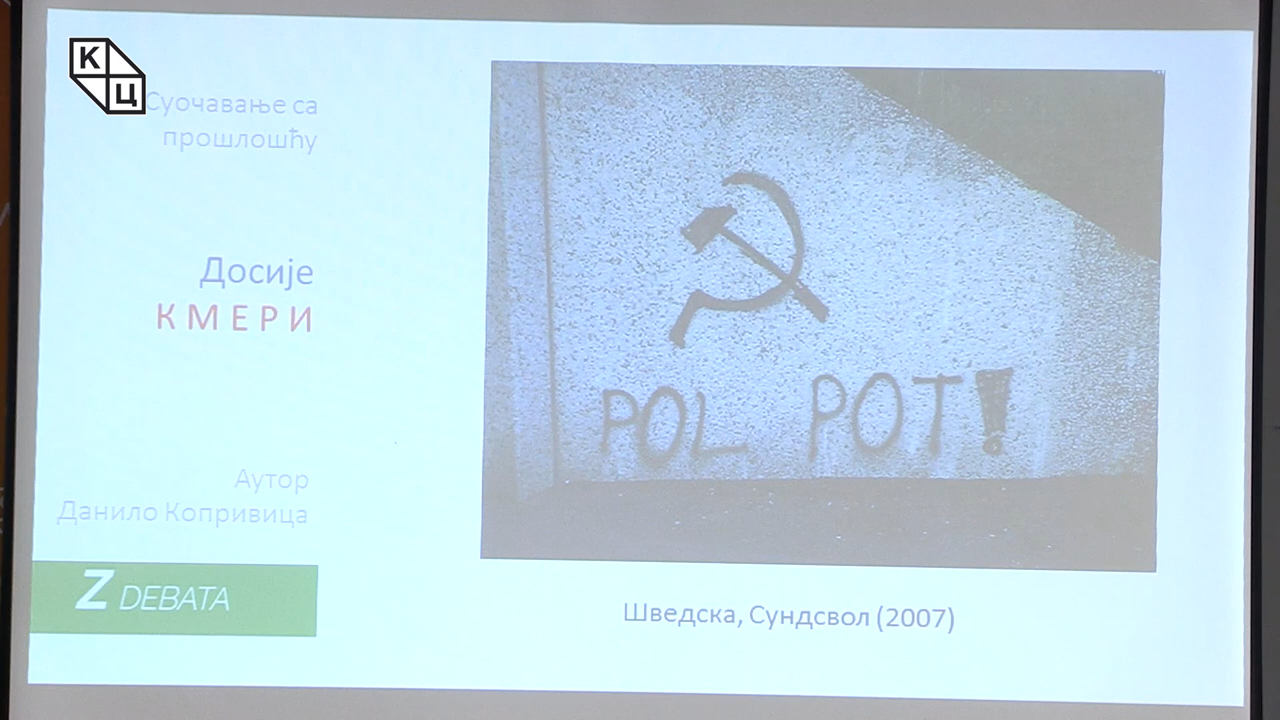 К
Ц
Суочавање са
прошлошћу
Досије
КМЕРИ
Аутор
Данило Копривица
Z DEBATA
POL POT!
Шведска, Сундсвол (2007)